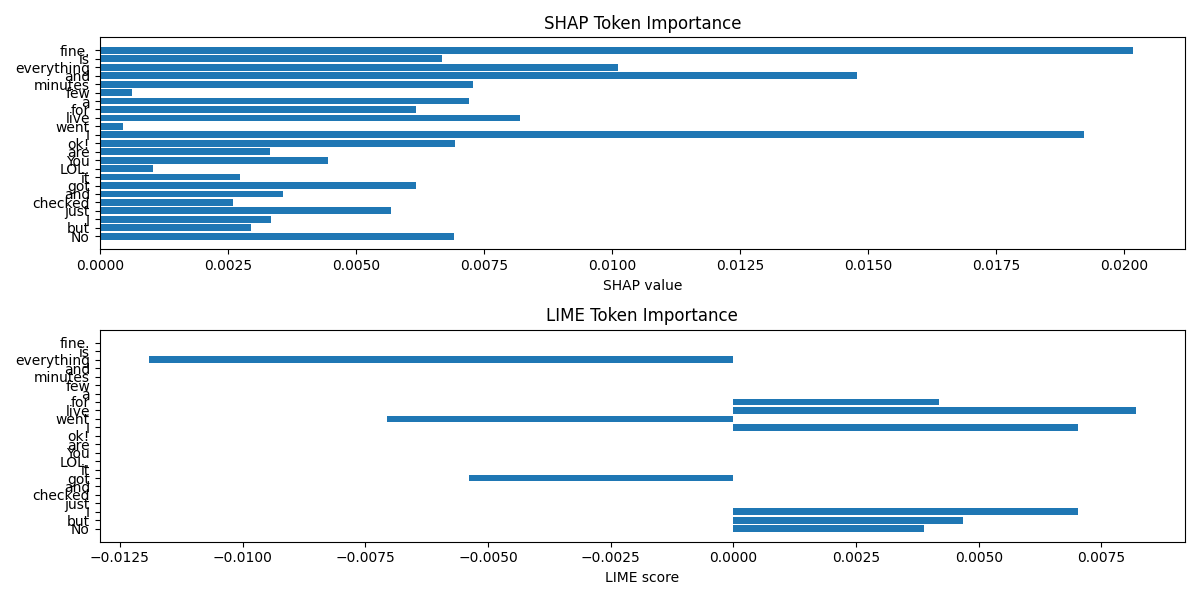 SHAP Token Importance
fine.
is
everything
and
minutes
few
a
for
live
went
I
ok!
are
You
LOL.
it
got
and
checked
just
I
but
No
0.0000 0.0025 0.0050 0.0075 0.0100 0.0125 0.0150 0.0175 0.0200
SHAP value
LIME Token Importance
fine.
is
everything
and
minutes
few
a
for
live
went
I
ok!
are
You
LOL.
it
got
and
checked
just
I
but
No
−0.0125 −0.0100 −0.0075 −0.0050 −0.0025 0.0000 0.0025 0.0050 0.0075
LIME score